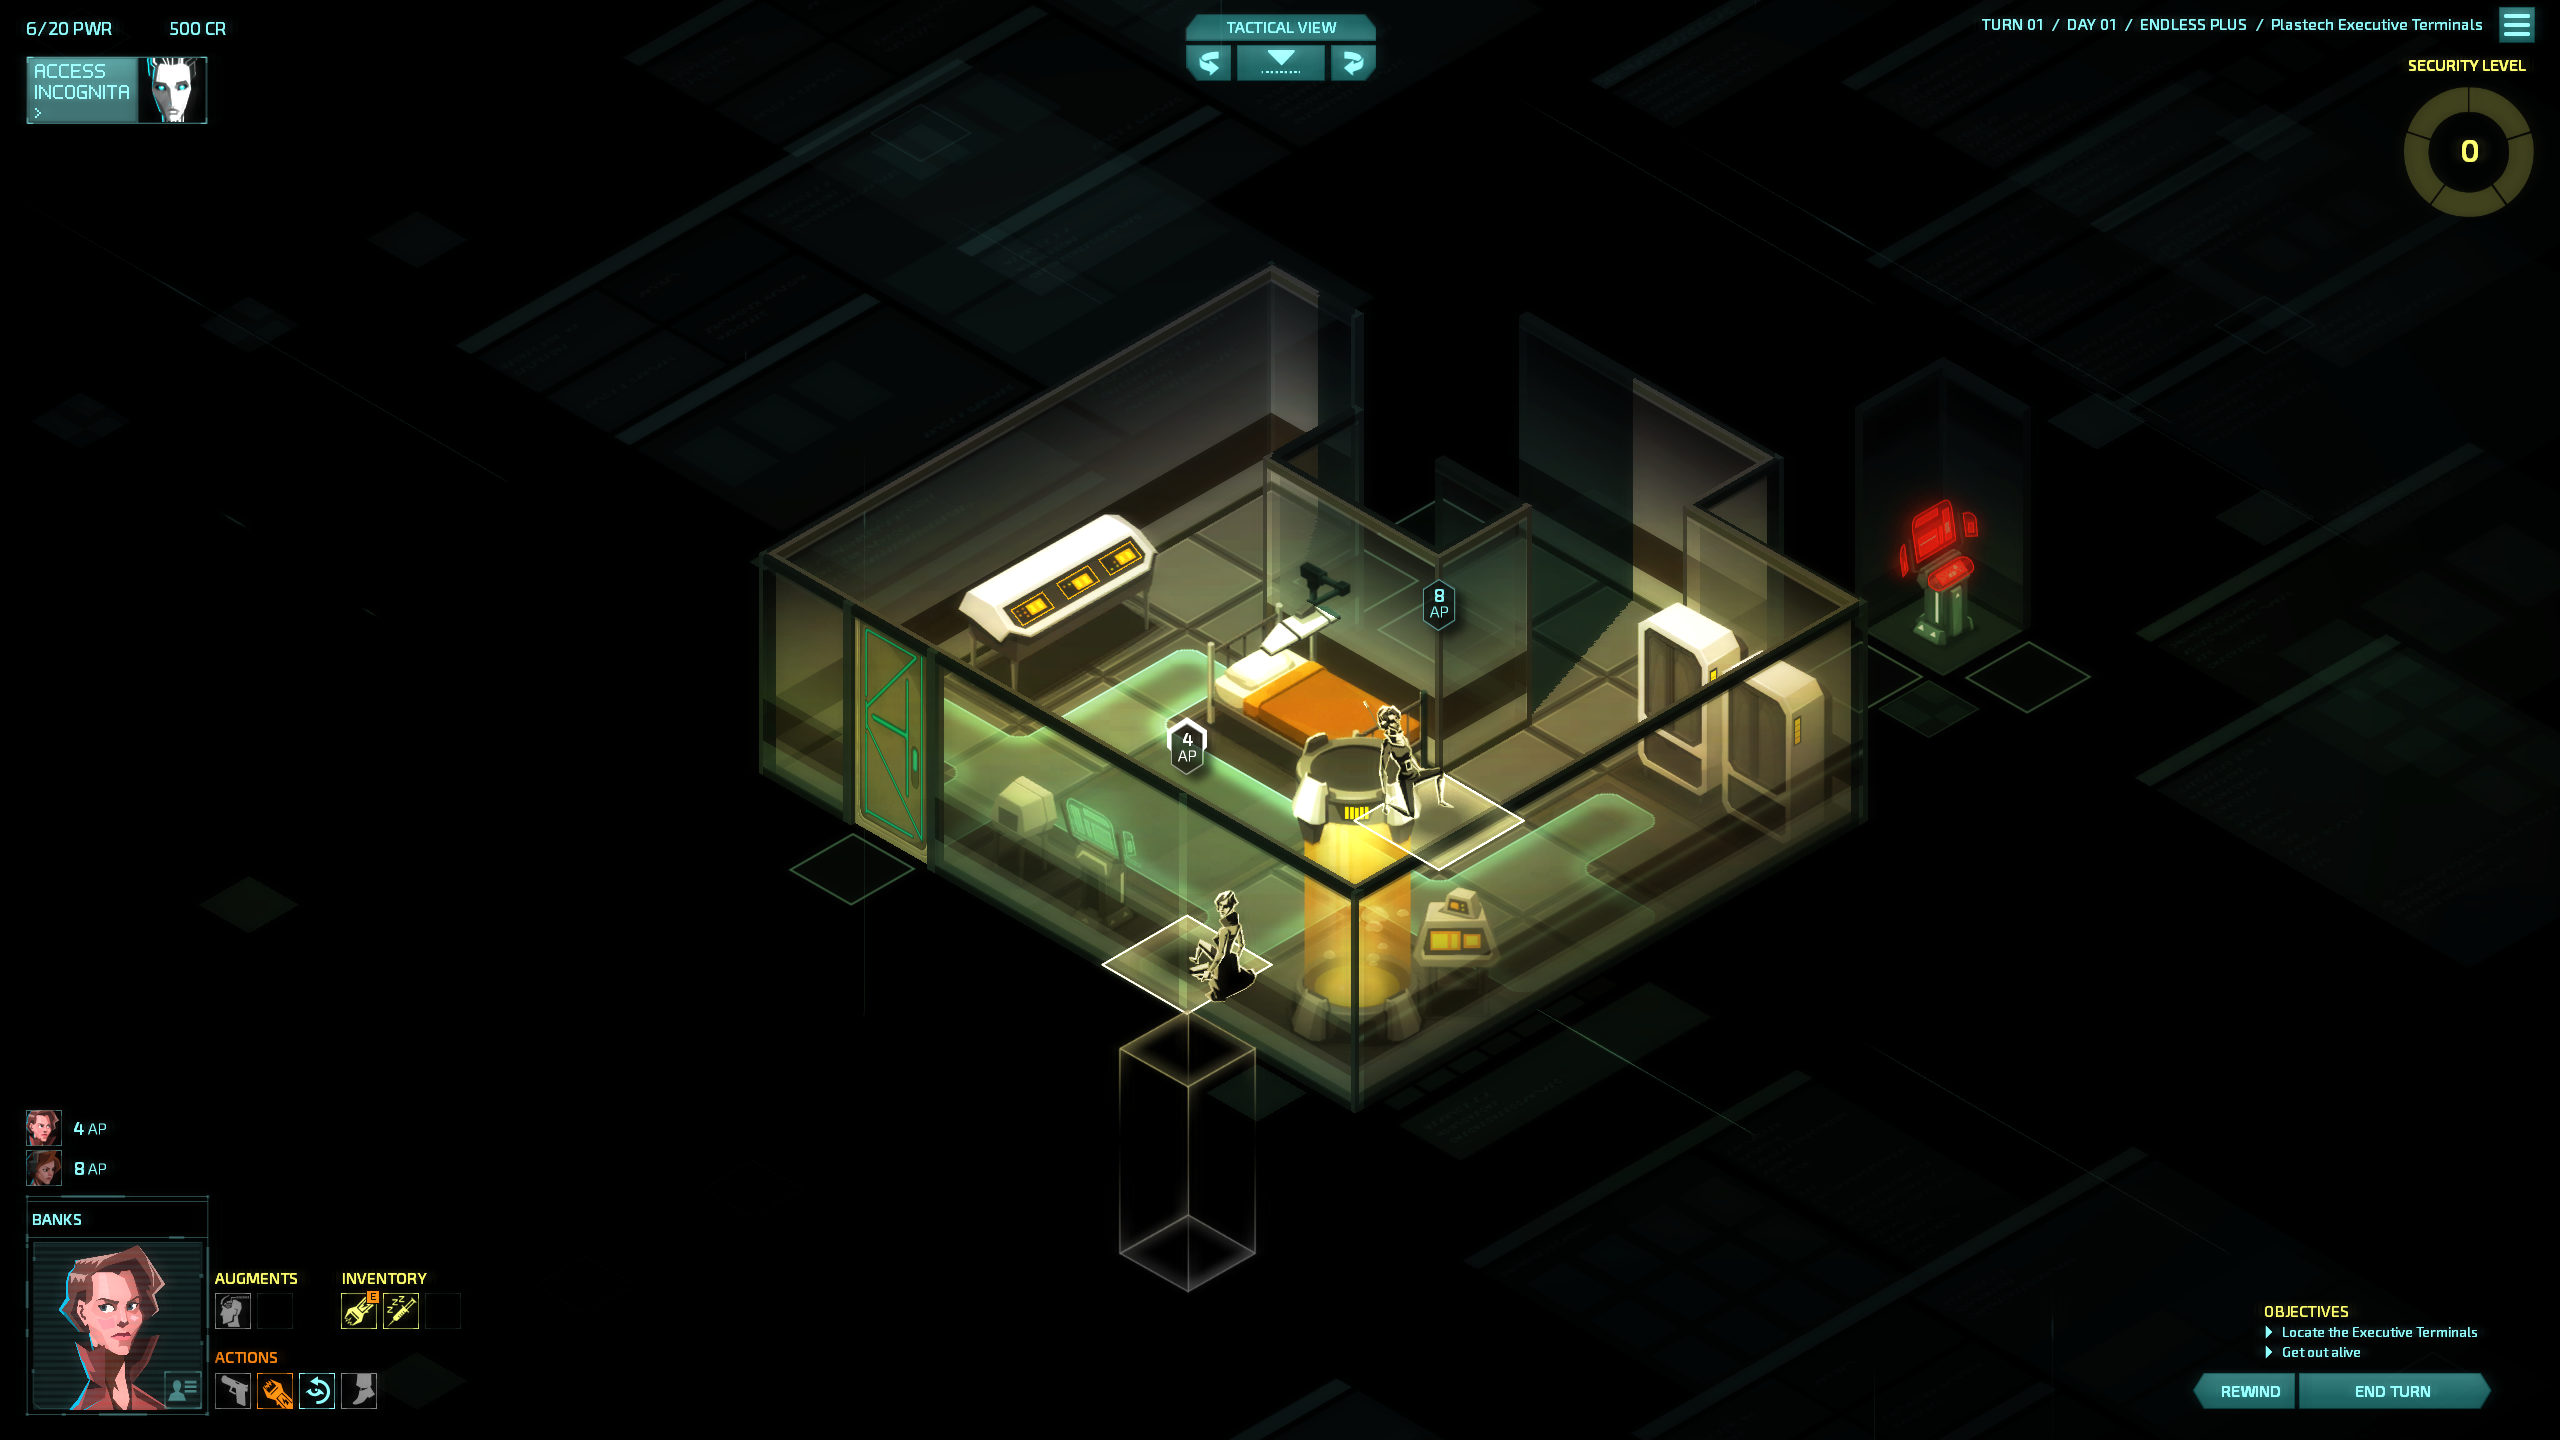 6/20 PWR 500 CR
ACCESS
INCOGNITA
>
TACTICAL VIEW
TURN 01 / DAY 01 / ENDLESS PLUS / Plastech Executive Terminals
SECURITY LEVEL
0
8
AP
4
AP
4 AP
8 AP
BANKS
AUGMENTS INVENTORY
E
ACTIONS
OBJECTIVES
Locate the Executive Terminals
Get out alive
REWIND END TURN